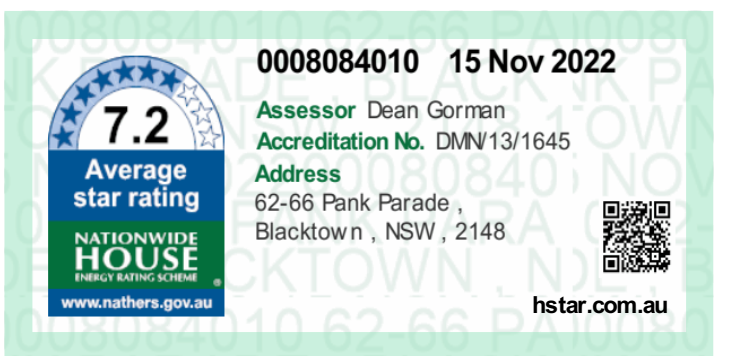 0008084010 15 Nov 2022
7.2
Average
star rating
NATIONWIDE
HOUSE
ENERGY RATING SCHEME
www.nathers.gov.au
Assessor Dean Gorman
Accreditation No. DMN/13/1645
Address
62-66 Pank Parade ,
Blacktown , NSW , 2148
hstar.com.au